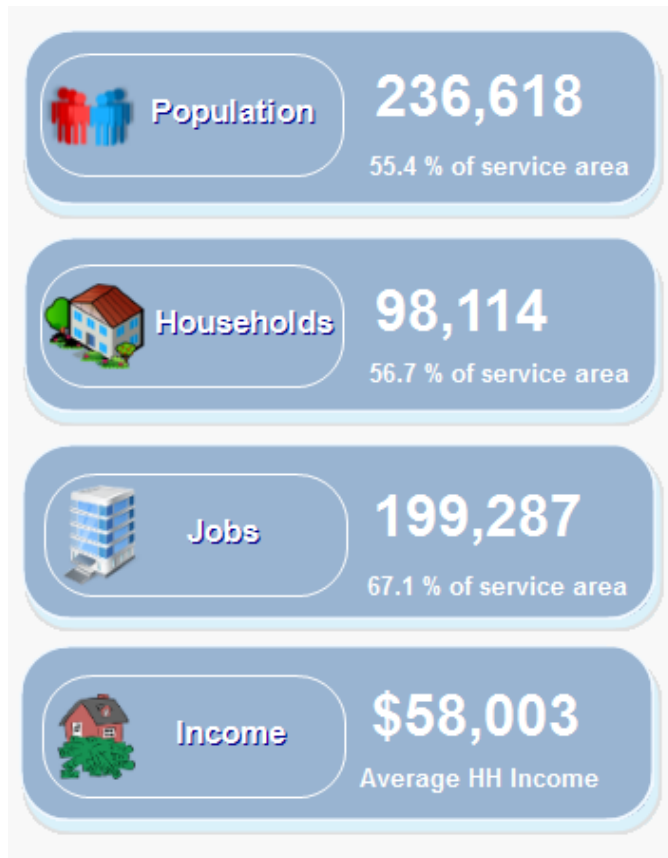 Population
236,618
55.4 % of service area
Households
98,114
56.7 % of service area
Jobs
199,287
67.1 % of service area
Income
$58,003
Average HH Income